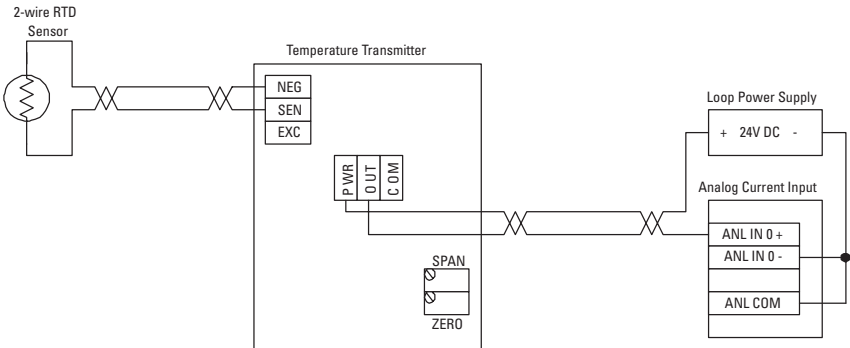 2-wire RTD
Sensor
Temperature Transmitter
NEG
SEN
EXC
PWR
OUT
COM
SPAN
ZERO
Loop Power Supply
+ 24V DC -
Analog Current Input
ANL IN 0 +
ANL IN 0 -
ANL COM